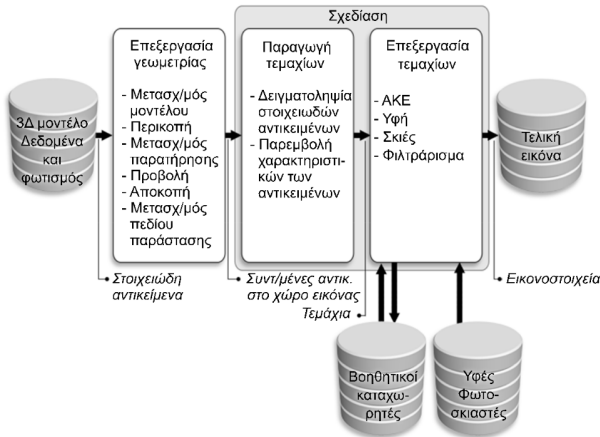 Σχεδίαση
3Δ μοντέλο
Δεδομένα
και
φωτισμός
Επεξεργασία
γεωμετρίας
- Μετασχ/μός
μοντέλου
- Περικοπή
- Μετασχ/μός
παρατήρησης
- Προβολή
- Αποκοπή
- Μετασχ/μός
πεδίου
παράστασης
Παραγωγή
τεμαχίων
- Δειγματοληψία
στοιχειωδών
αντικειμένων
- Παρεμβολή
χαρακτηριστι-
κών των
αντικειμένων
Επεξεργασία
τεμαχίων
- ΑΚΕ
- Υφή
- Σκιές
- Φιλτράρισμα
Τελική
εικόνα
Στοιχειώδη
αντικείμενα
Συντ/μένες αντικ.
στο χώρο εικόνας
Τεμάχια
Εικονοστοιχεία
Βοηθητικοί
καταχω-
ρητές
Υφές
Φωτο-
σκιαστές